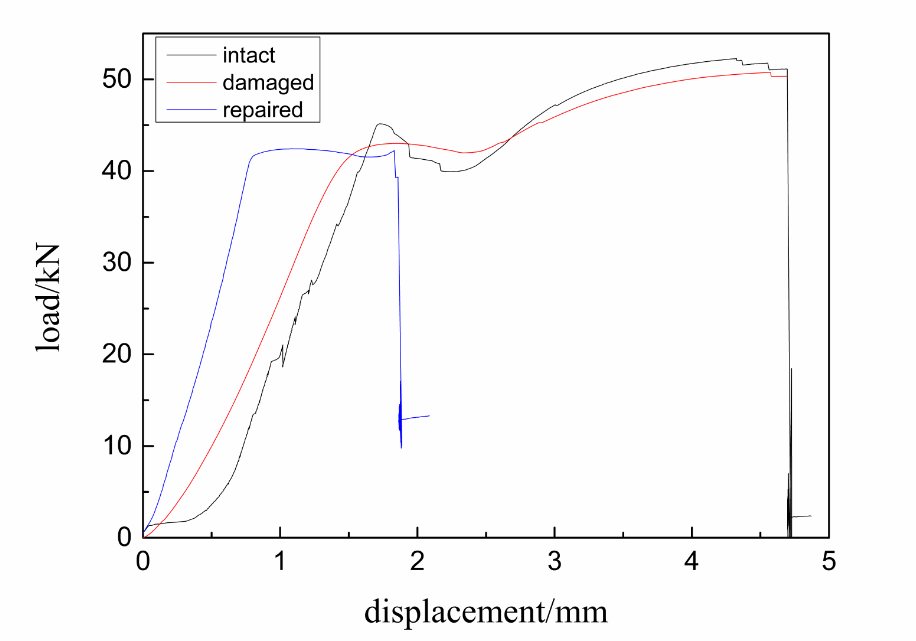 intact
damaged
repaired
load/kN
50
40
30
20
10
0
0 1 2 3 4 5
displacement/mm